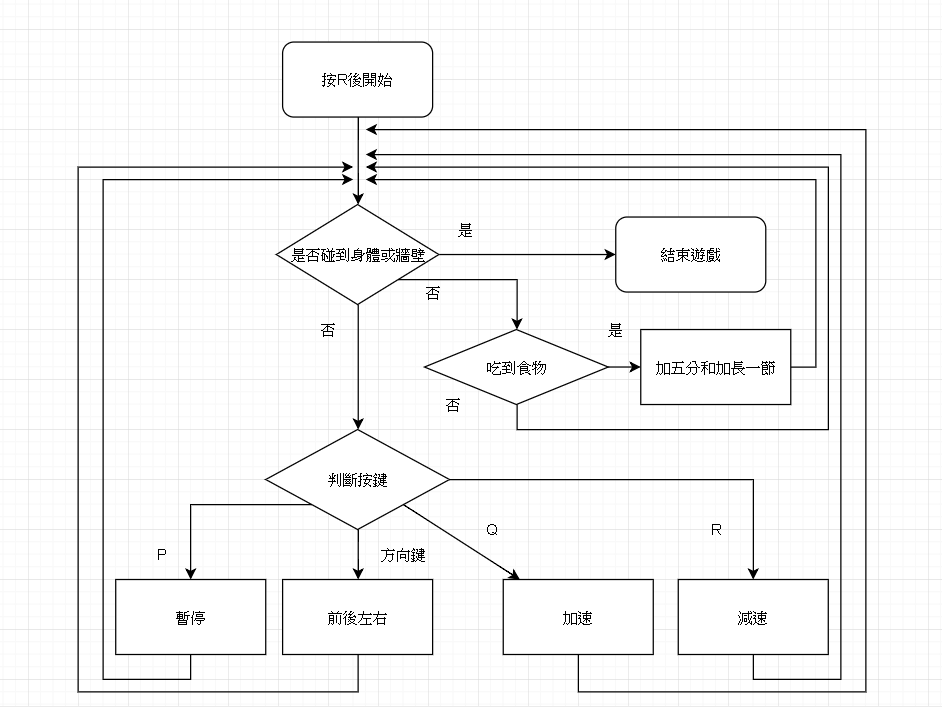 按R後開始
是
是否碰到身體或牆壁
結束遊戲
否
否
是
吃到食物
加五分和加長一節
否
判斷按鍵
P
方向鍵
Q
R
暫停
前後左右
加速
減速